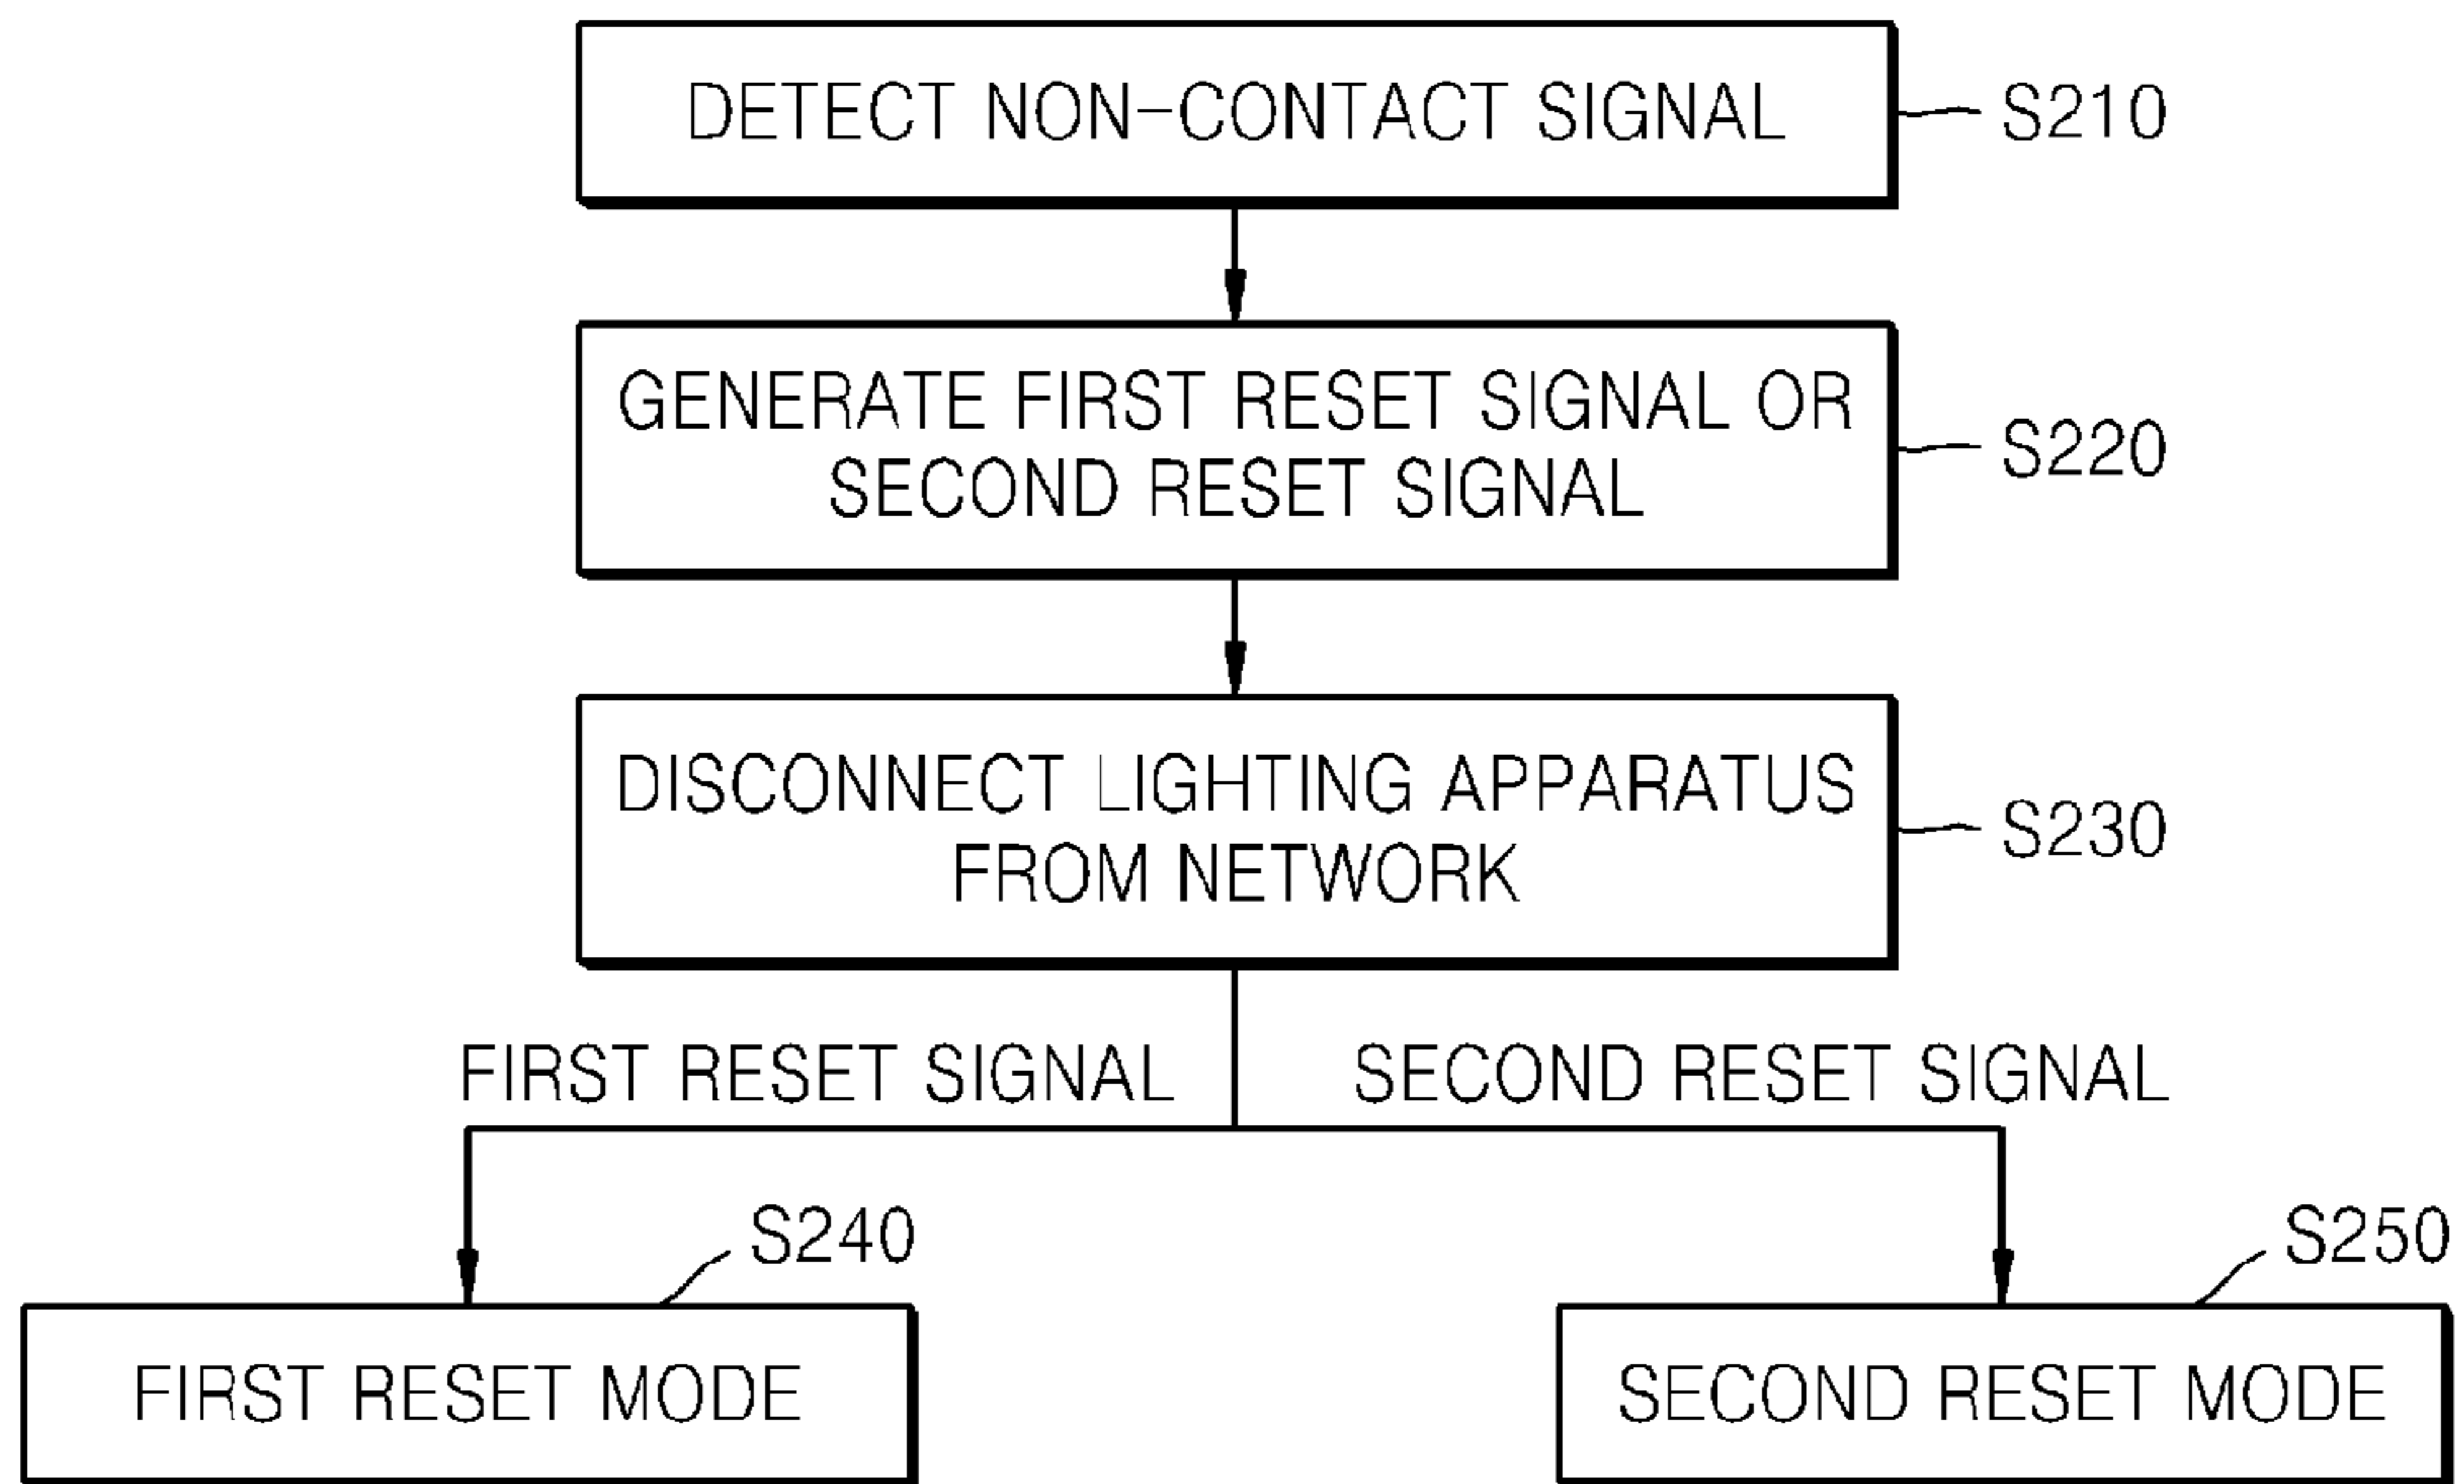 DETECT NON-CONTACT SIGNAL
S210
GENERATE FIRST RESET SIGNAL OR
SECOND RESET SIGNAL
S220
DISCONNECT LIGHTING APPARATUS
FROM NETWORK
S230
FIRST RESET SIGNAL
SECOND RESET SIGNAL
S240
S250
FIRST RESET MODE
SECOND RESET MODE